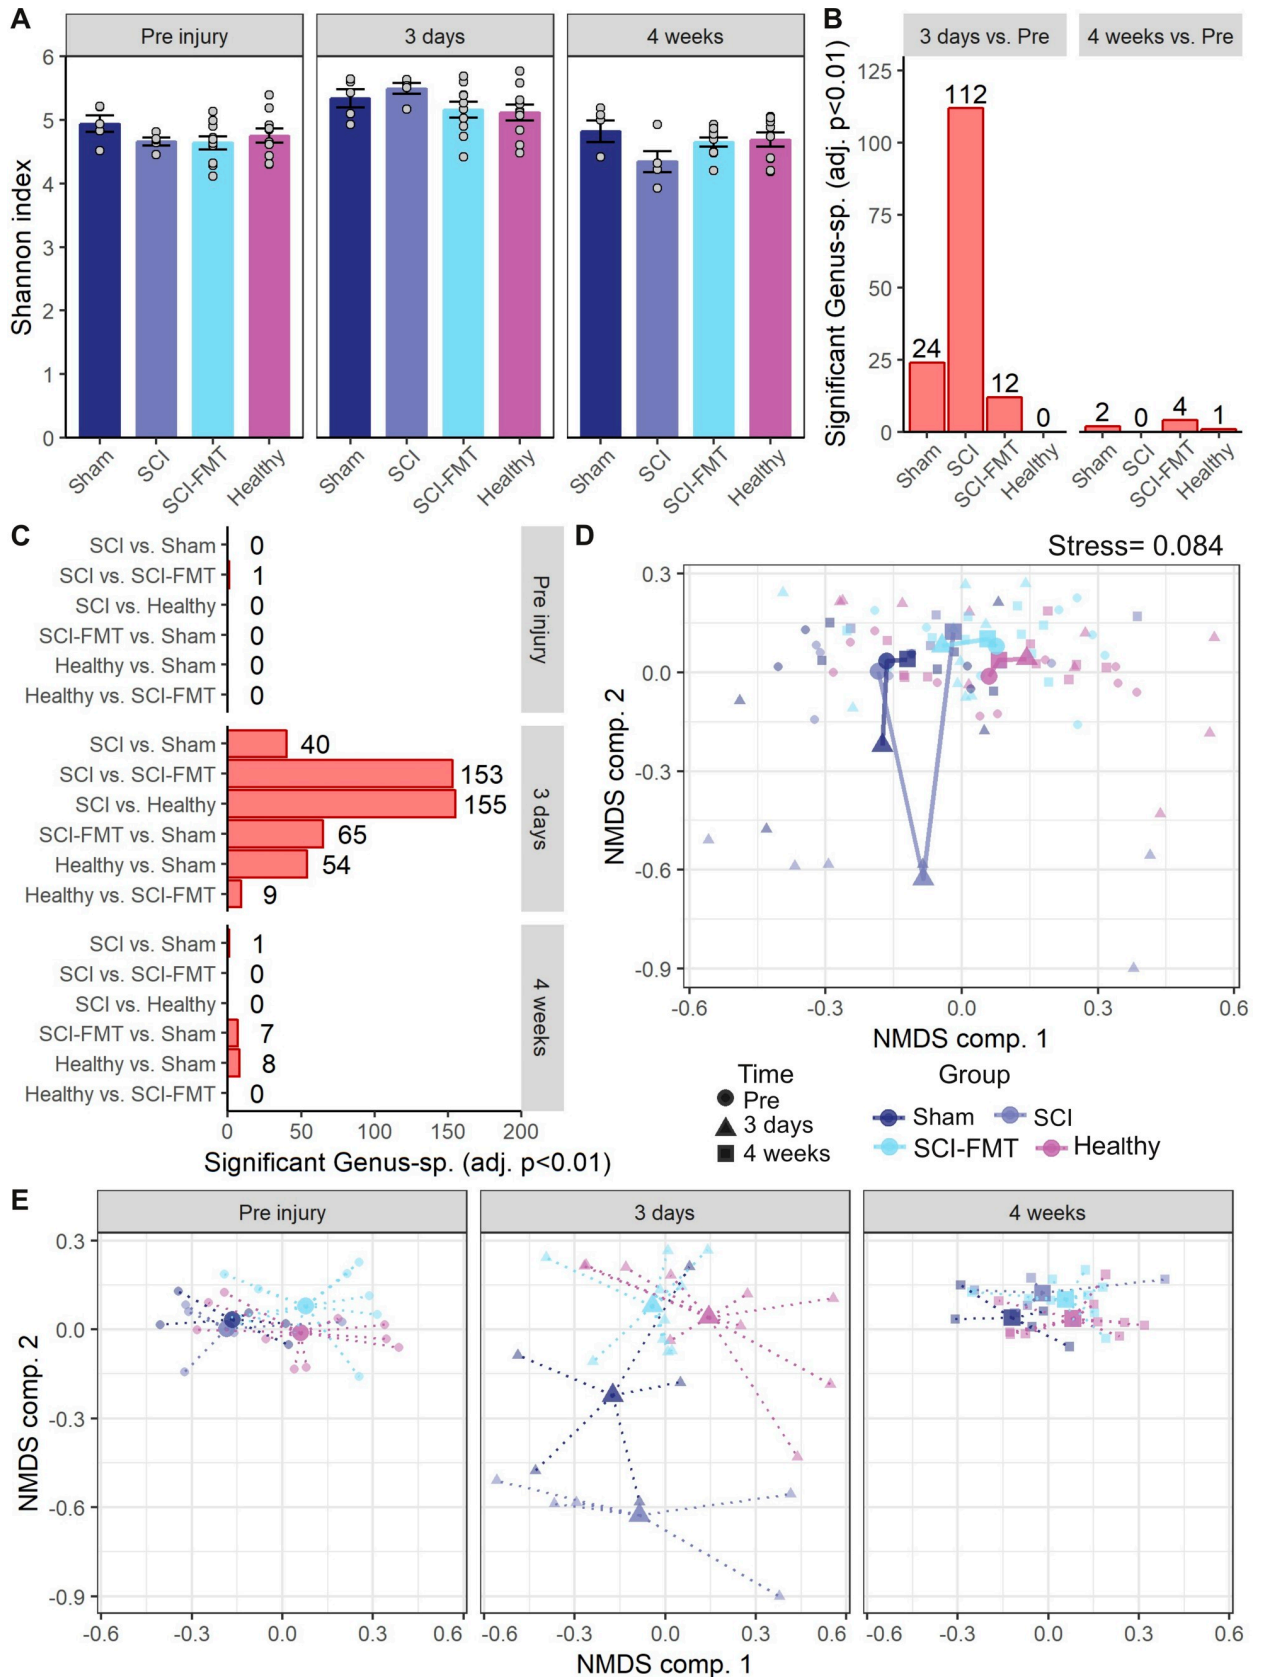 A
Pre injury
3 days
4 weeks
Shannon index
6
5
4
3
2
1
0
Sham
SCI
SCI-FMT
Healthy
Sham
SCI
SCI-FMT
Healthy
Sham
SCI
SCI-FMT
Healthy
B
3 days vs. Pre
4 weeks vs. Pre
Significant Genus-sp. (adj. p<0.01)
125
100
75
50
25
0
24
112
12
0
2
0
4
1
Sham
SCI
SCI-FMT
Healthy
Sham
SCI
SCI-FMT
Healthy
C
SCI vs. Sham 0
SCI vs. SCI-FMT 1
SCI vs. Healthy 0
SCI-FMT vs. Sham 0
Healthy vs. Sham 0
Healthy vs. SCI-FMT 0
Pre injury
SCI vs. Sham 40
SCI vs. SCI-FMT 153
SCI vs. Healthy 155
SCI-FMT vs. Sham 65
Healthy vs. Sham 54
Healthy vs. SCI-FMT 9
3 days
SCI vs. Sham 1
SCI vs. SCI-FMT 0
SCI vs. Healthy 0
SCI-FMT vs. Sham 7
Healthy vs. Sham 8
Healthy vs. SCI-FMT 0
4 weeks
0 50 100 150 200
Significant Genus-sp. (adj. p<0.01)
D
Stress= 0.084
NMDS comp. 2
0.3
0.0
-0.3
-0.6
-0.9
-0.6 -0.3 0.0 0.3 0.6
NMDS comp. 1
Time
Pre
3 days
4 weeks
Group
Sham
SCI
SCI-FMT
Healthy
E
Pre injury
3 days
4 weeks
NMDS comp. 2
0.3
0.0
-0.3
-0.6
-0.9
-0.6 -0.3 0.0 0.3 0.6
-0.6 -0.3 0.0 0.3 0.6
-0.6 -0.3 0.0 0.3 0.6
NMDS comp. 1